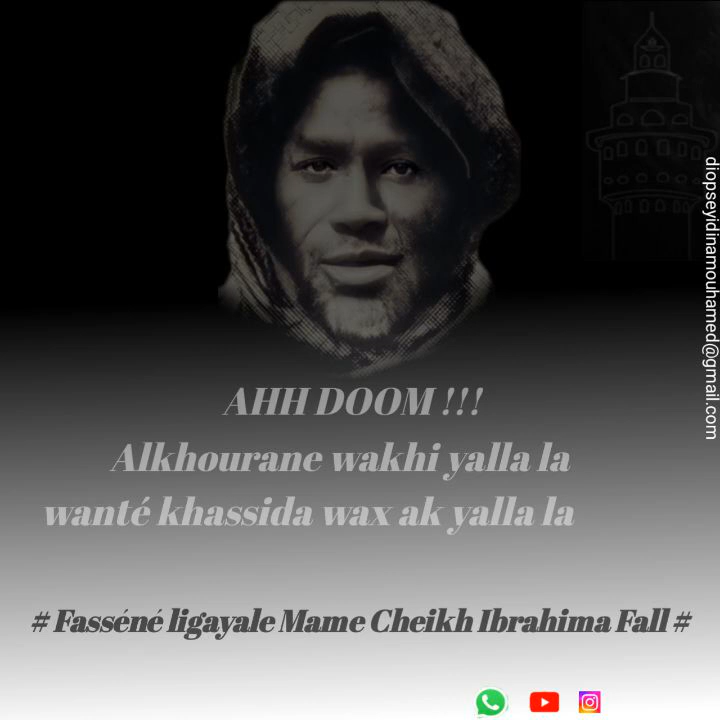 AHH DOOM !!!
Alkhourane wakhi yalla la
wanté khassida wax ak yalla la
# Fasséné ligayale Mame Cheikh Ibrahima Fall #
diopseyidinamouhamed@gmail.com